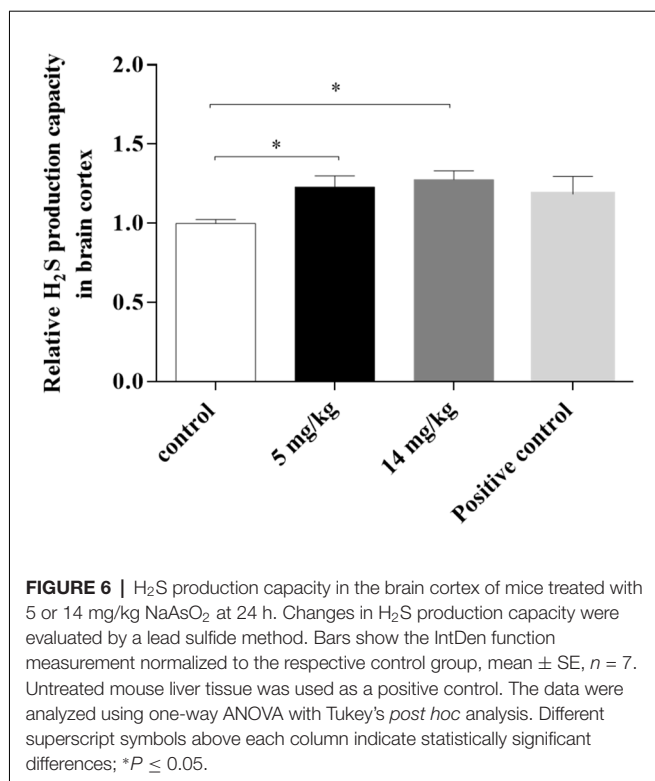 Relative H₂S production capacity
in brain cortex
2.0
1.5
1.0
0.5
0.0
*
*
control
5 mg/kg
14 mg/kg
Positive control
FIGURE 6 | H₂S production capacity in the brain cortex of mice treated with
5 or 14 mg/kg NaAsO₂ at 24 h. Changes in H₂S production capacity were
evaluated by a lead sulfide method. Bars show the IntDen function
measurement normalized to the respective control group, mean ± SE, n = 7.
Untreated mouse liver tissue was used as a positive control. The data were
analyzed using one-way ANOVA with Tukey's post hoc analysis. Different
superscript symbols above each column indicate statistically significant
differences; *P ≤ 0.05.